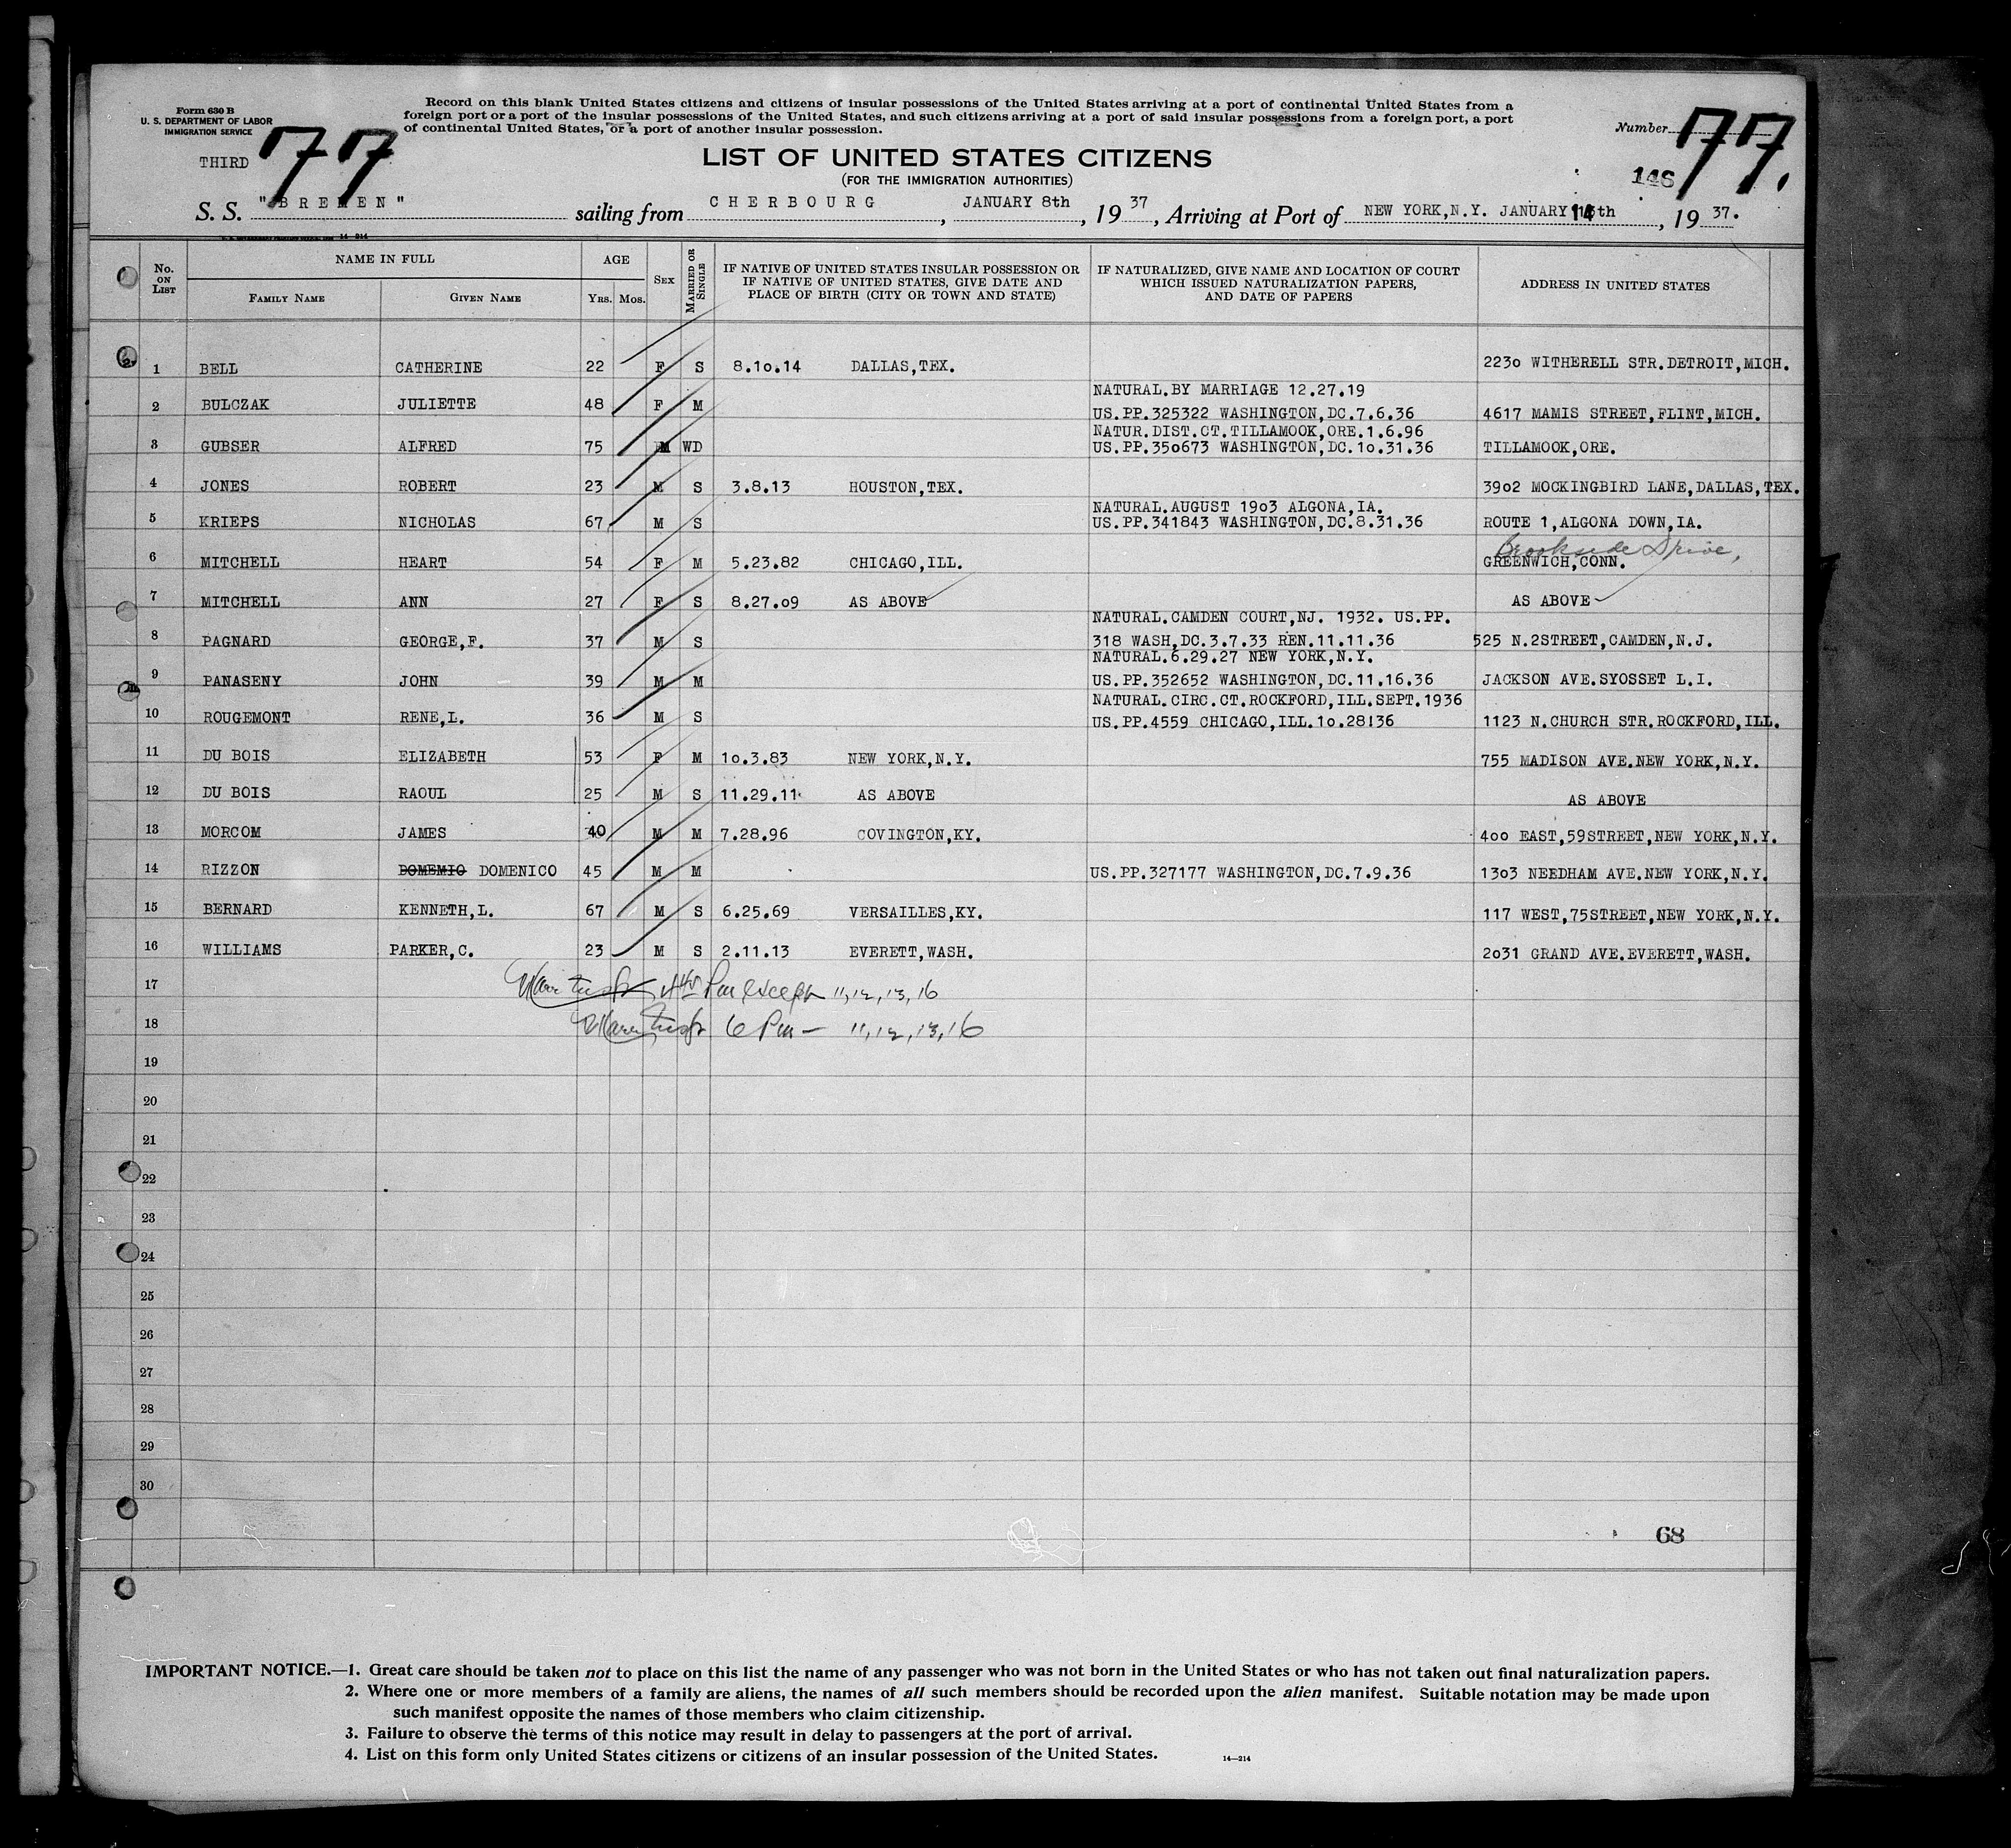 Form 630 B
U. S. DEPARTMENT OF LABOR
IMMIGRATION SERVICE
Record on this blank United States citizens and citizens of insular possessions of the United States arriving at a port of continental United States from a
foreign port or a port of the insular possessions of the United States, and such citizens arriving at a port of said insular possessions from a foreign port, a port
of continental United States, or a port of another insular possession.
THIRD 77
Number 77.
146
LIST OF UNITED STATES CITIZENS
(FOR THE IMMIGRATION AUTHORITIES)
S. S. "BREMEN" sailing from CHERBOURG, JANUARY 8th, 1937, Arriving at Port of NEW YORK,N.Y. JANUARY 14th, 1937.
14-214
No. ON LIST NAME IN FULL AGE SEX MARRIED OR SINGLE IF NATIVE OF UNITED STATES INSULAR POSSESSION OR IF NATIVE OF UNITED STATES, GIVE DATE AND PLACE OF BIRTH (CITY OR TOWN AND STATE) IF NATURALIZED, GIVE NAME AND LOCATION OF COURT WHICH ISSUED NATURALIZATION PAPERS, AND DATE OF PAPERS ADDRESS IN UNITED STATES
FAMILY NAME GIVEN NAME YRS. MOS.
1 BELL CATHERINE 22 F S 8.10.14 DALLAS,TEX. 2230 WITHERELL STR.DETROIT,MICH.
NATURAL.BY MARRIAGE 12.27.19
2 BULCZAK JULIETTE 48 F M US.PP.325322 WASHINGTON,DC.7.6.36 4617 MAMIS STREET,FLINT,MICH.
NATUR.DIST.CT.TILLAMOOK,ORE.1.6.96
3 GUBSER ALFRED 75 M WD US.PP.350673 WASHINGTON,DC.10.31.36 TILLAMOOK,ORE.
4 JONES ROBERT 23 M S 3.8.13 HOUSTON,TEX. 3902 MOCKINGBIRD LANE,DALLAS,TEX.
NATURAL.AUGUST 1903 ALGONA,IA.
5 KRIEPS NICHOLAS 67 M S US.PP.341843 WASHINGTON,DC.8.31.36 ROUTE 1,ALGONA DOWN,IA.
Brookside Drive,
6 MITCHELL HEART 54 F M 5.23.82 CHICAGO,ILL. GREENWICH,CONN.
7 MITCHELL ANN 27 F S 8.27.09 AS ABOVE AS ABOVE
NATURAL.CAMDEN COURT,NJ. 1932. US.PP.
8 PAGNARD GEORGE,F. 37 M S 318 WASH,DC.3.7.33 REN.11.11.36 525 N.2STREET,CAMDEN,N.J.
NATURAL.6.29.27 NEW YORK,N.Y.
9 PANASENY JOHN 39 M M US.PP.352652 WASHINGTON,DC.11.16.36 JACKSON AVE.SYOSSET L.I.
NATURAL.CIRC.CT.ROCKFORD,ILL.SEPT.1936
10 ROUGEMONT RENE,L. 36 M S US.PP.4559 CHICAGO,ILL.10.28136 1123 N.CHURCH STR.ROCKFORD,ILL.
11 DU BOIS ELIZABETH 53 F M 10.3.83 NEW YORK,N.Y. 755 MADISON AVE.NEW YORK,N.Y.
12 DU BOIS RAOUL 25 M S 11.29.11 AS ABOVE AS ABOVE
13 MORCOM JAMES 40 M M 7.28.96 COVINGTON,KY. 400 EAST,59STREET,NEW YORK,N.Y.
14 RIZZON DOMEMIO DOMENICO 45 M M US.PP.327177 WASHINGTON,DC.7.9.36 1303 NEEDHAM AVE.NEW YORK,N.Y.
15 BERNARD KENNETH,L. 67 M S 6.25.69 VERSAILLES,KY. 117 WEST,75STREET,NEW YORK,N.Y.
16 WILLIAMS PARKER,C. 23 M S 2.11.13 EVERETT,WASH. 2031 GRAND AVE.EVERETT,WASH.
17 Pm except 11,12,13,16
18 6 Pm — 11,12,13,16
19
20
21
22
23
24
25
26
27
28
29
30
68
IMPORTANT NOTICE.—1. Great care should be taken not to place on this list the name of any passenger who was not born in the United States or who has not taken out final naturalization papers.
2. Where one or more members of a family are aliens, the names of all such members should be recorded upon the alien manifest. Suitable notation may be made upon
such manifest opposite the names of those members who claim citizenship.
3. Failure to observe the terms of this notice may result in delay to passengers at the port of arrival.
4. List on this form only United States citizens or citizens of an insular possession of the United States. 14—214